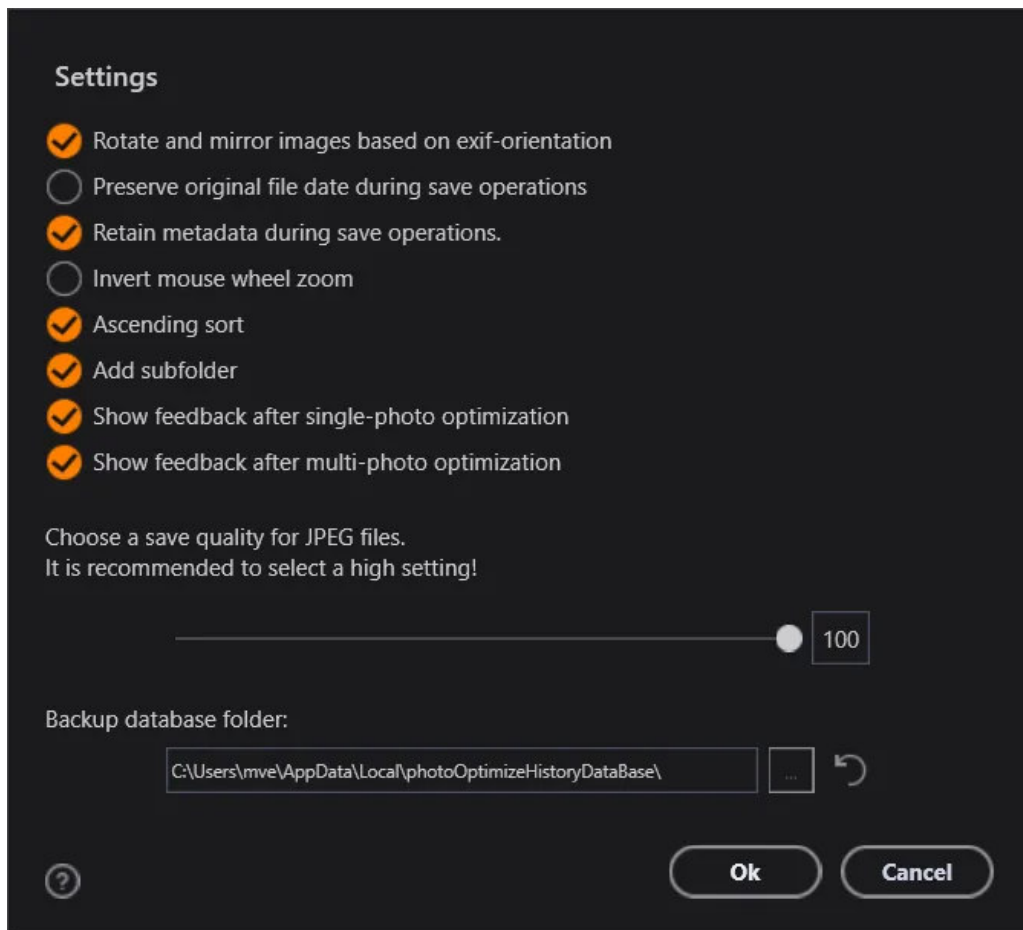 Settings
Rotate and mirror images based on exif-orientation
Preserve original file date during save operations
Retain metadata during save operations.
Invert mouse wheel zoom
Ascending sort
Add subfolder
Show feedback after single-photo optimization
Show feedback after multi-photo optimization
Choose a save quality for JPEG files.
It is recommended to select a high setting!
100
Backup database folder:
C:\Users\mve\AppData\Local\photoOptimizeHistoryDataBase\ ...
? Ok Cancel